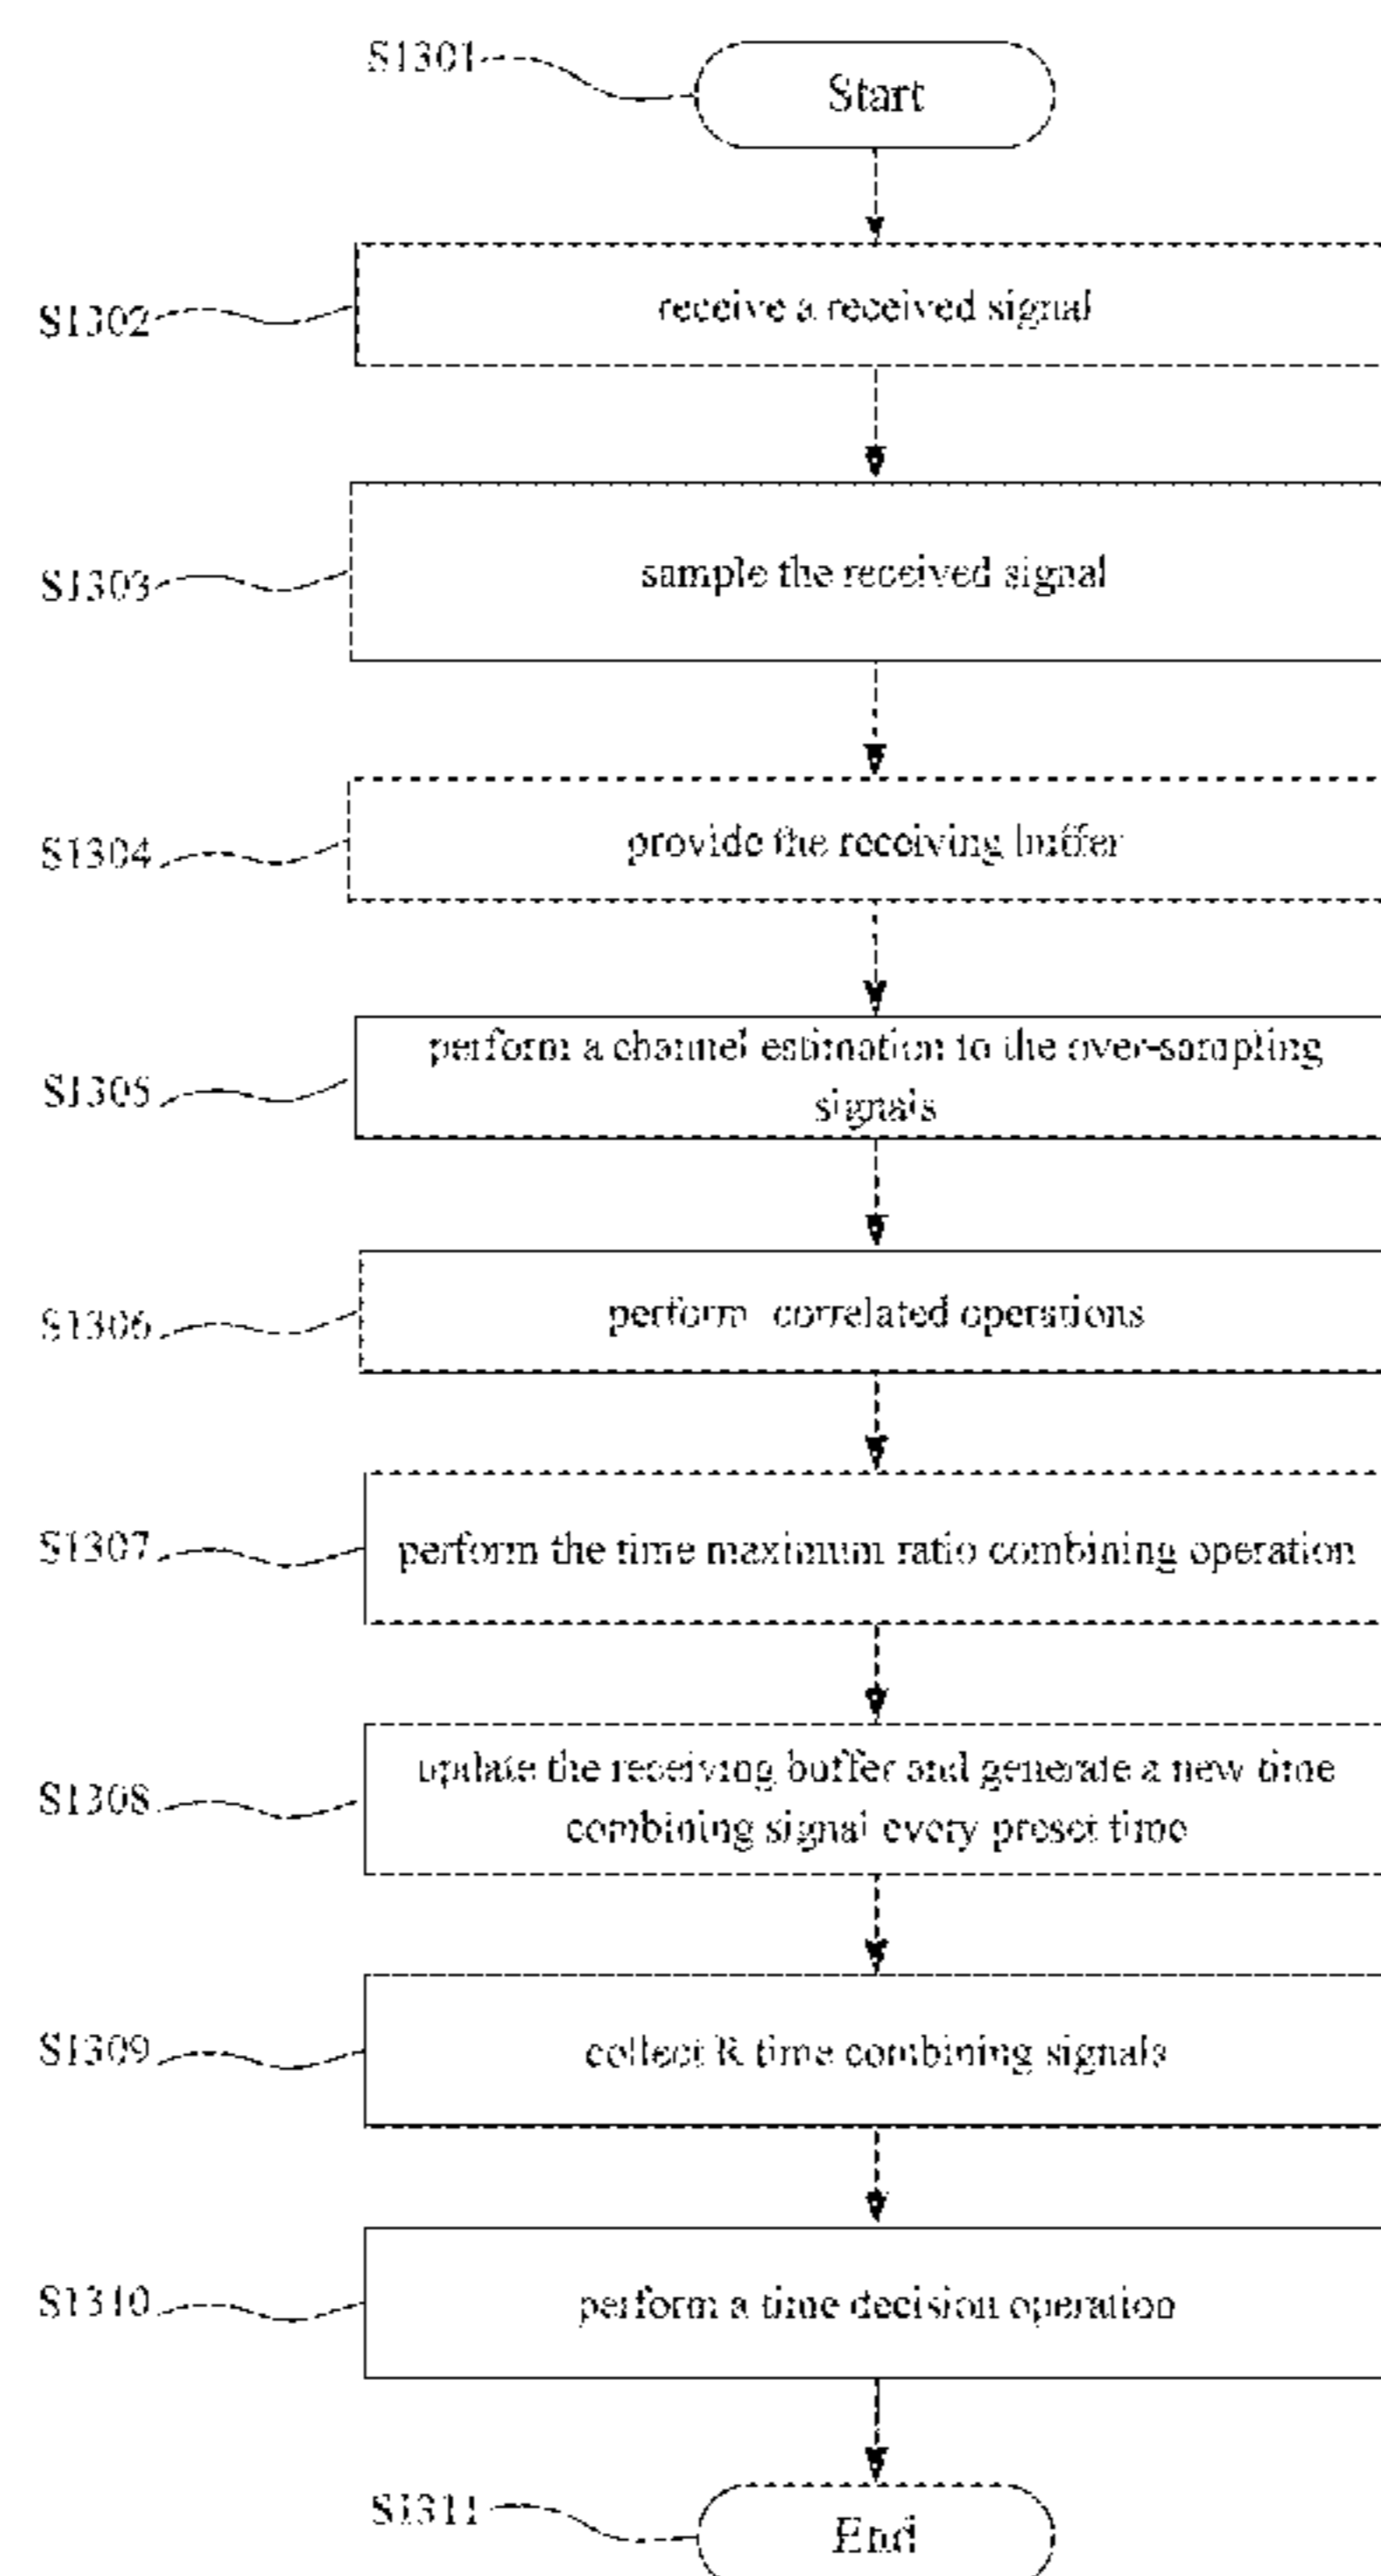 S1301
Start
S1302
receive a received signal
S1303
sample the received signal
S1304
provide the receiving buffer
S1305
perform a channel estimation to the over-sampling
signals
S1306
perform correlated operations
S1307
perform the time maximum ratio combining operation
S1308
update the receiving buffer and generate a new time
combining signal every preset time
S1309
collect R time combining signals
S1310
perform a time decision operation
S1311
End